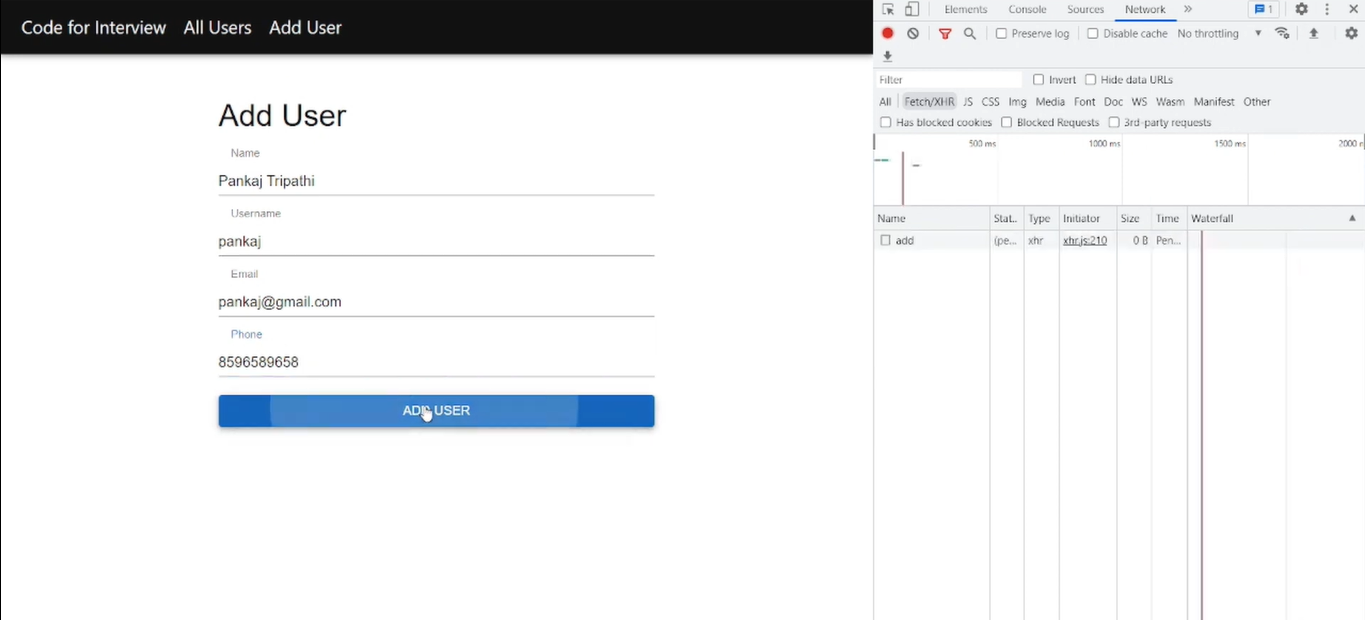 Code for Interview All Users Add User
Add User
Name
Pankaj Tripathi
Username
pankaj
Email
pankaj@gmail.com
Phone
8596589658
ADD USER
Elements Console Sources Network » 1
Preserve log Disable cache No throttling
Filter Invert Hide data URLs
All Fetch/XHR JS CSS Img Media Font Doc WS Wasm Manifest Other
Has blocked cookies Blocked Requests 3rd-party requests
500 ms 1000 ms 1500 ms 2000 
Name Stat.. Type Initiator Size Time Waterfall
add (pe... xhr xhr.js:210 0 B Pen...